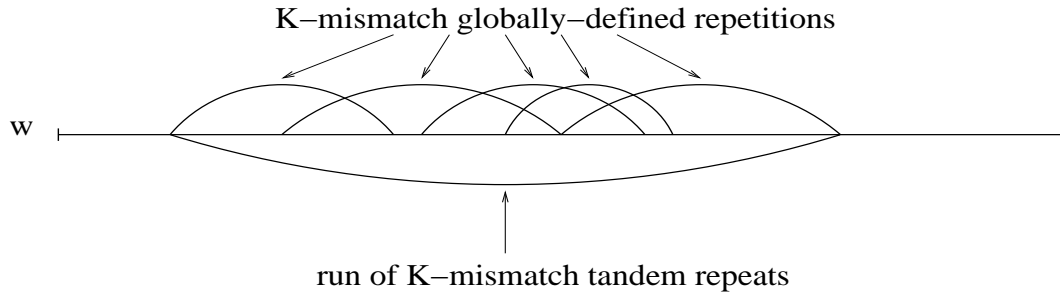 K−mismatch globally−defined repetitions
w
run of K−mismatch tandem repeats